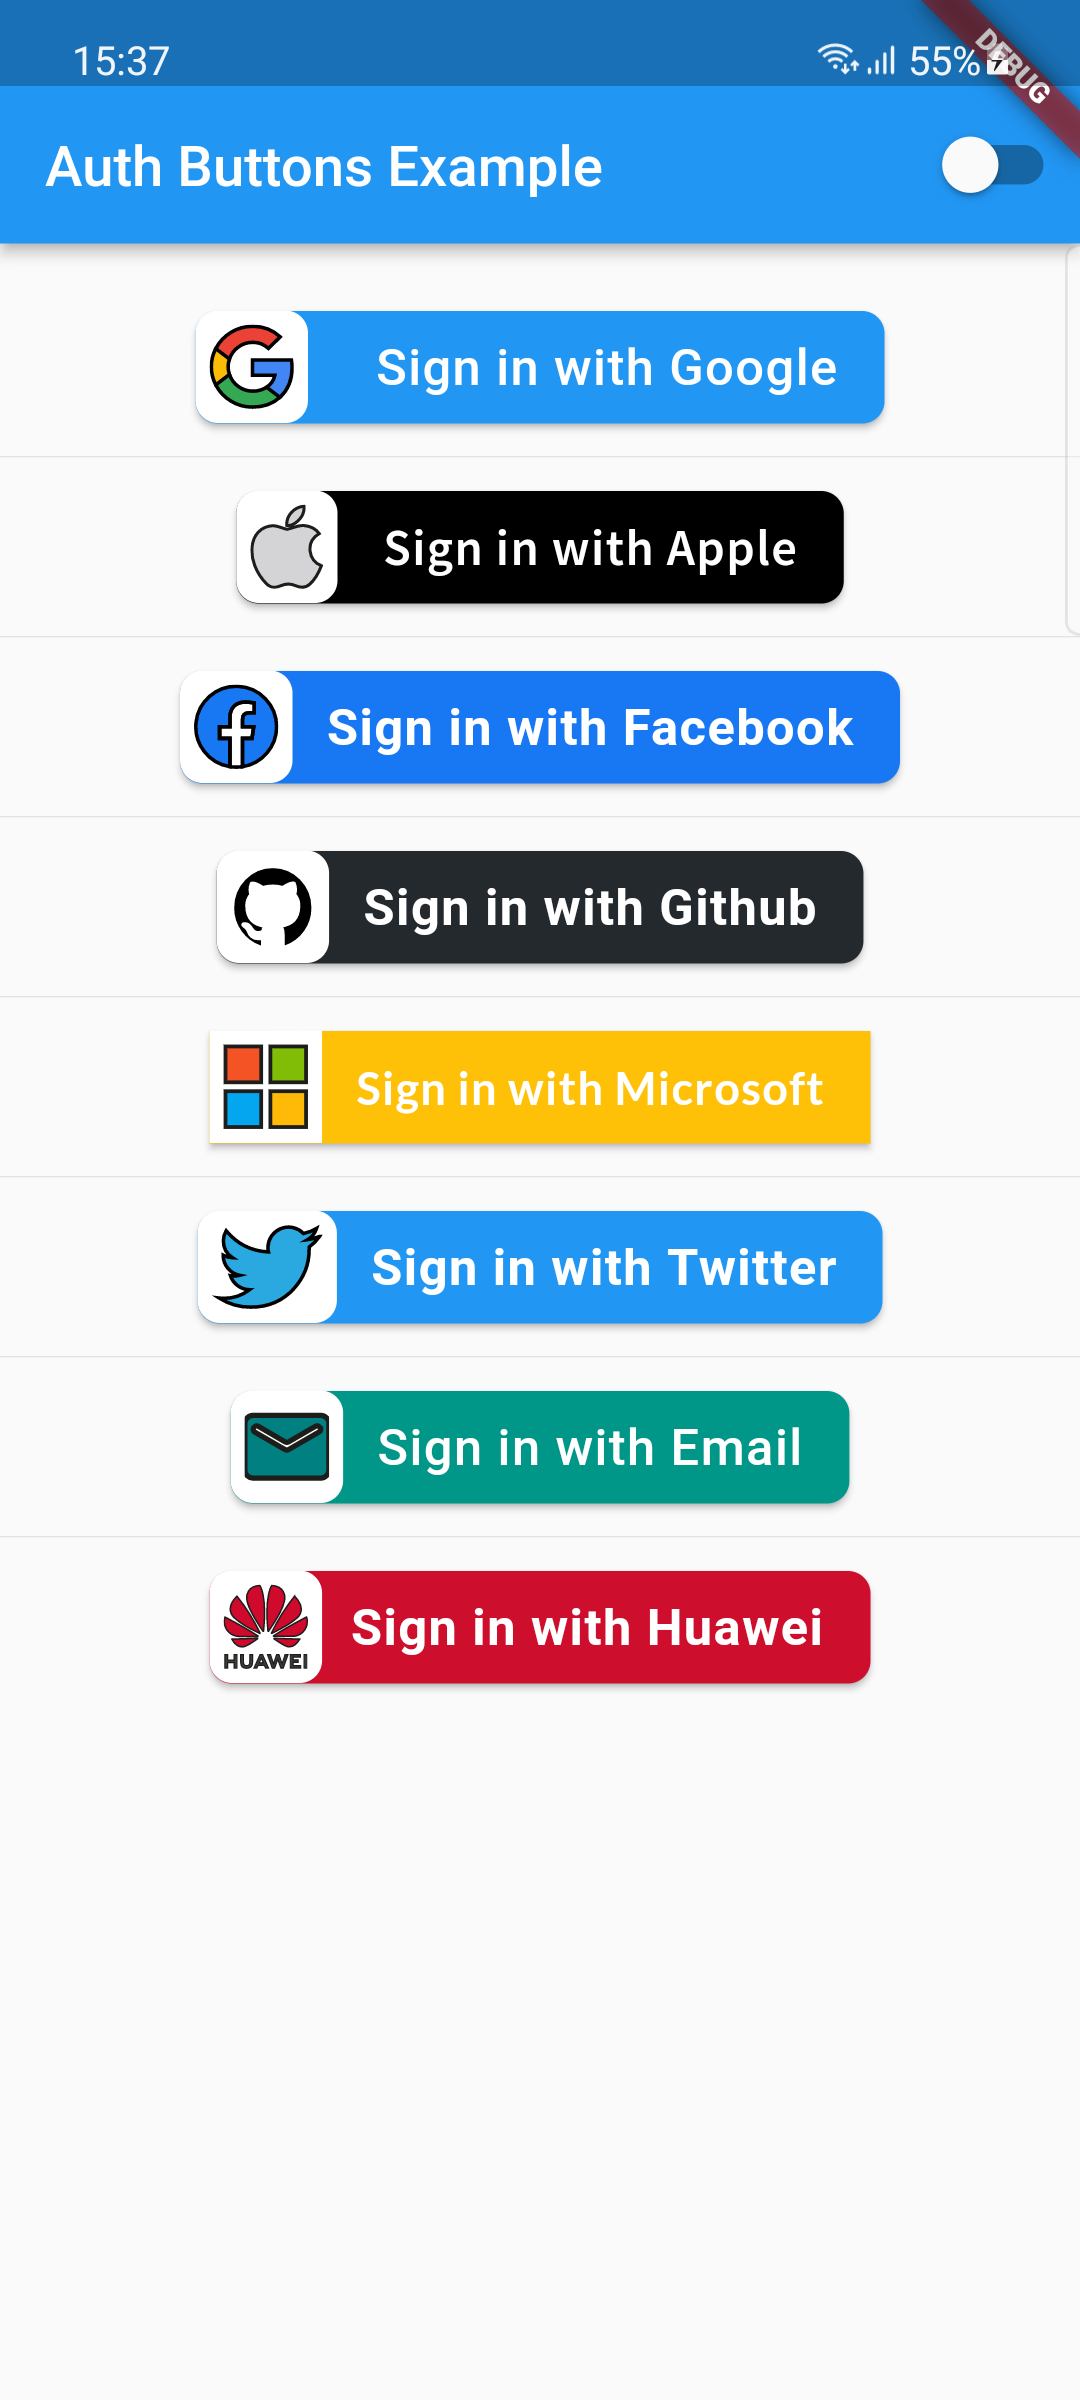 15:37
55%
DEBUG
Auth Buttons Example
Sign in with Google
Sign in with Apple
Sign in with Facebook
Sign in with Github
Sign in with Microsoft
Sign in with Twitter
Sign in with Email
HUAWEI
Sign in with Huawei